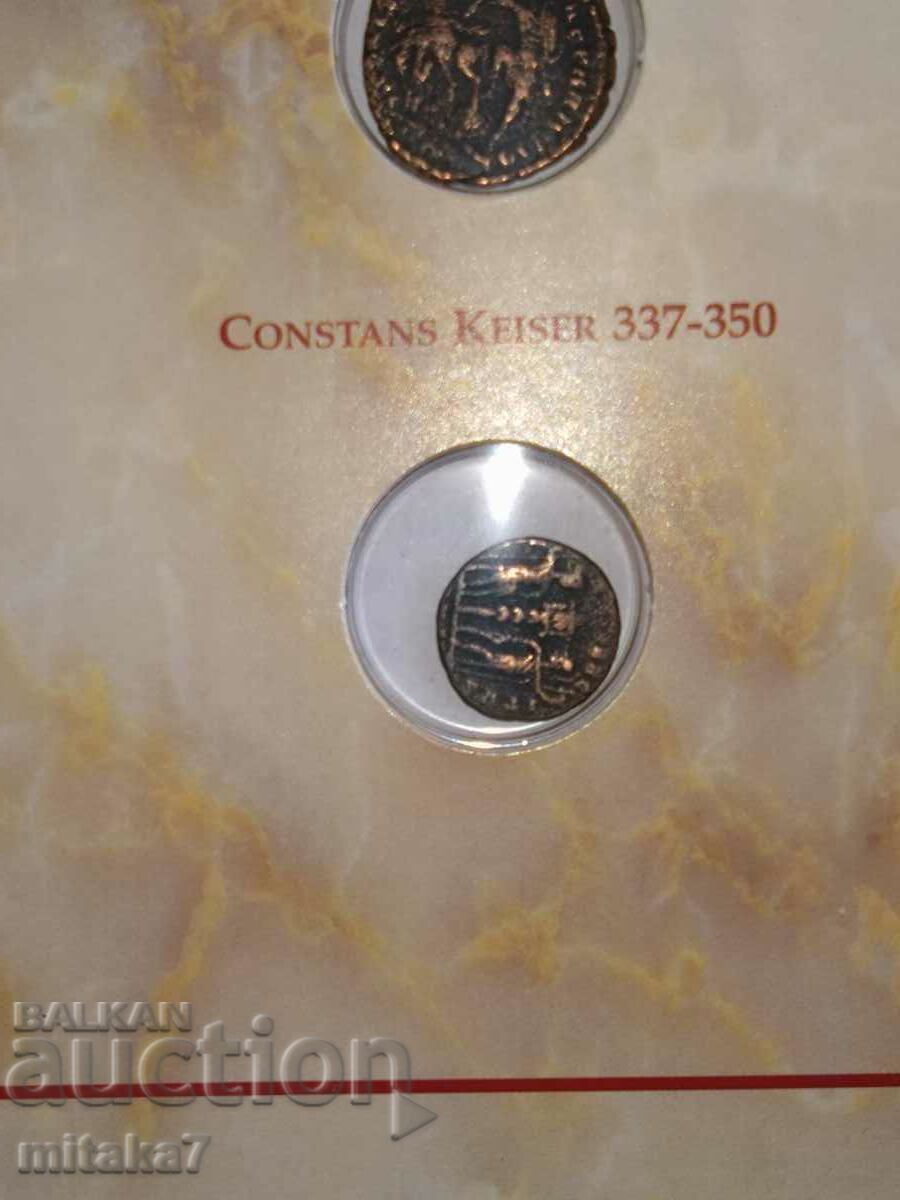 CONSTANS KEISER 337-350
BALKAN
auction
mitaka7